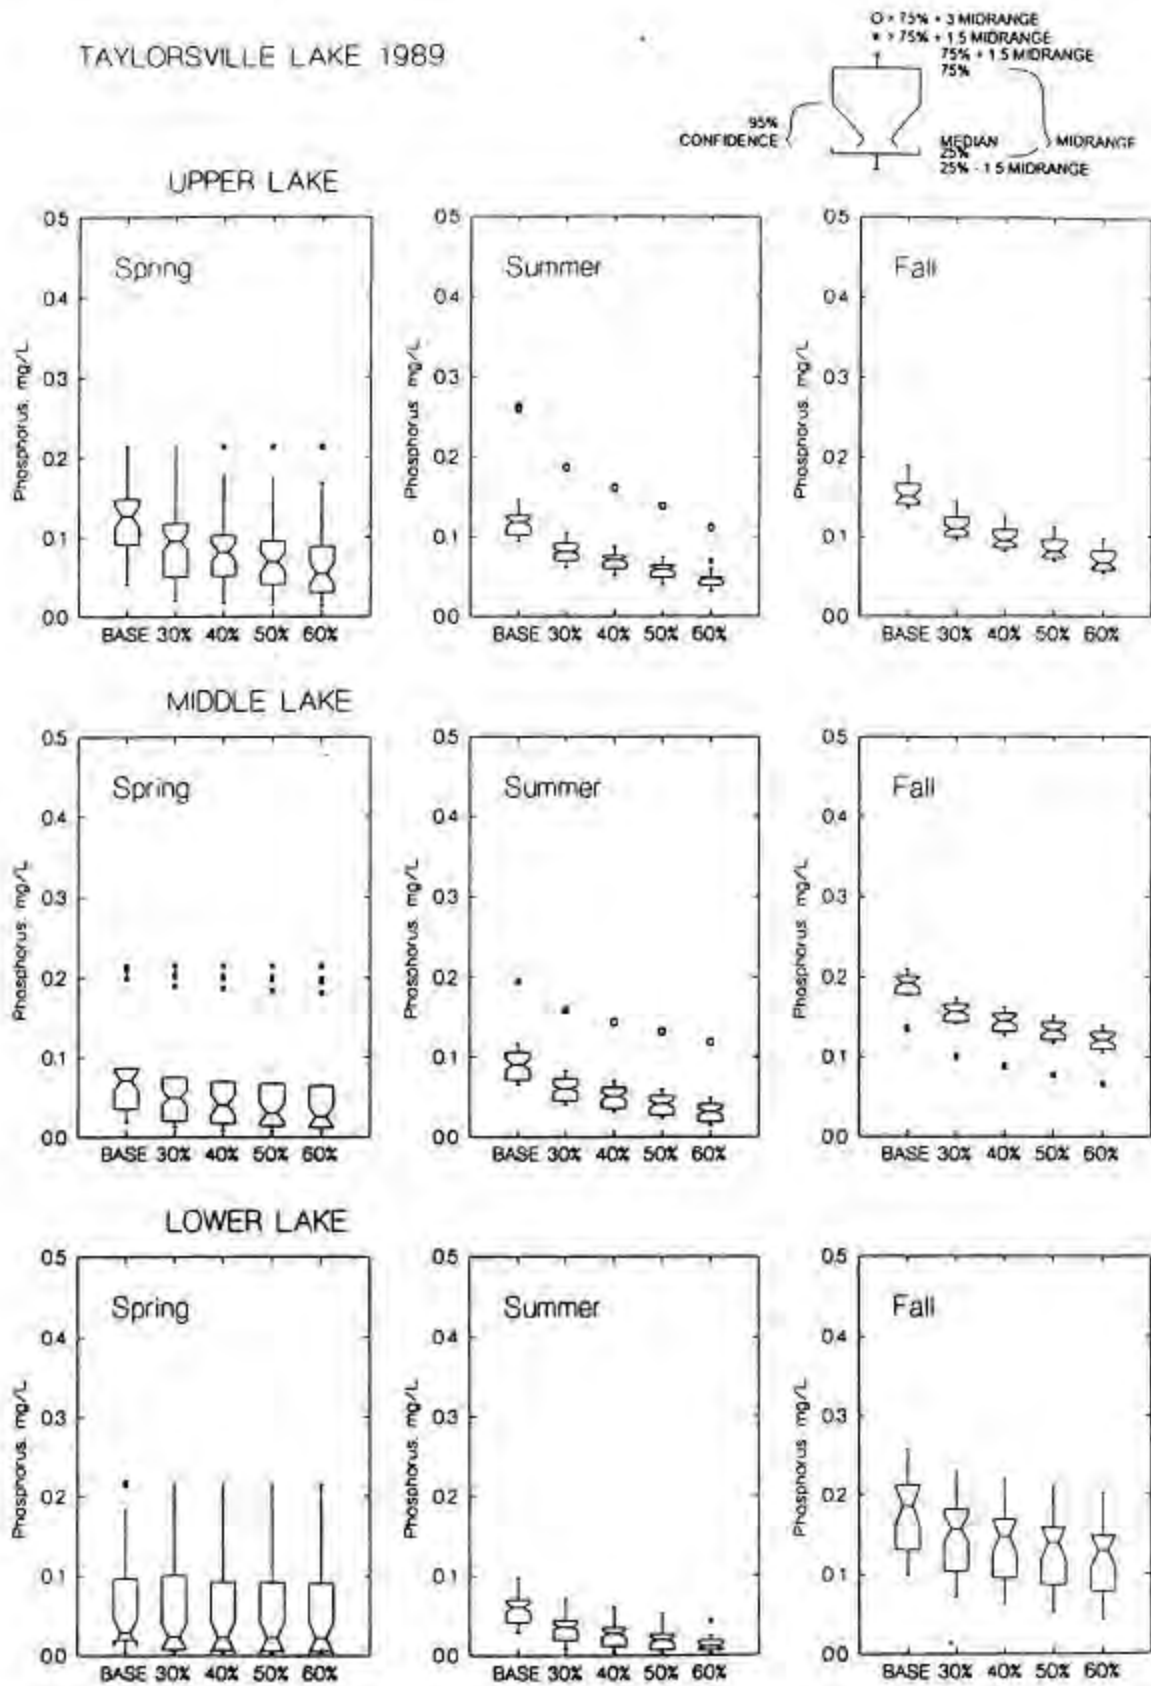 TAYLORSVILLE LAKE 1989
O > 75% + 3 MIDRANGE
* > 75% + 1.5 MIDRANGE
75% + 1.5 MIDRANGE
75%
95%
CONFIDENCE
MEDIAN
MIDRANGE
25%
25% - 1.5 MIDRANGE
UPPER LAKE
Spring
Summer
Fall
Phosphorus, mg/L
Phosphorus, mg/L
Phosphorus, mg/L
0.5 0.5 0.5
0.4 0.4 0.4
0.3 0.3 0.3
0.2 0.2 0.2
0.1 0.1 0.1
0.0 0.0 0.0
BASE 30% 40% 50% 60% BASE 30% 40% 50% 60% BASE 30% 40% 50% 60%
MIDDLE LAKE
Spring
Summer
Fall
Phosphorus, mg/L
Phosphorus, mg/L
Phosphorus, mg/L
0.5 0.5 0.5
0.4 0.4 0.4
0.3 0.3 0.3
0.2 0.2 0.2
0.1 0.1 0.1
0.0 0.0 0.0
BASE 30% 40% 50% 60% BASE 30% 40% 50% 60% BASE 30% 40% 50% 60%
LOWER LAKE
Spring
Summer
Fall
Phosphorus, mg/L
Phosphorus, mg/L
Phosphorus, mg/L
0.5 0.5 0.5
0.4 0.4 0.4
0.3 0.3 0.3
0.2 0.2 0.2
0.1 0.1 0.1
0.0 0.0 0.0
BASE 30% 40% 50% 60% BASE 30% 40% 50% 60% BASE 30% 40% 50% 60%